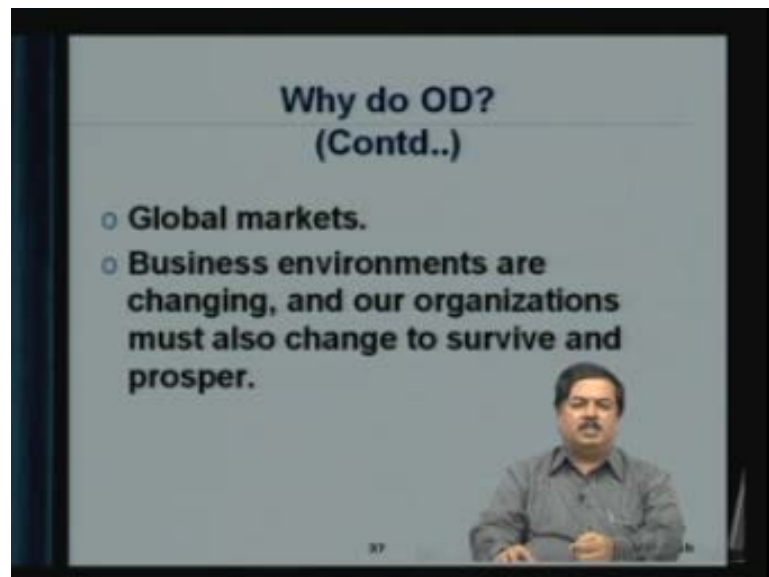 Why do OD?
(Contd..)
o Global markets.
o Business environments are
changing, and our organizations
must also change to survive and
prosper.
37